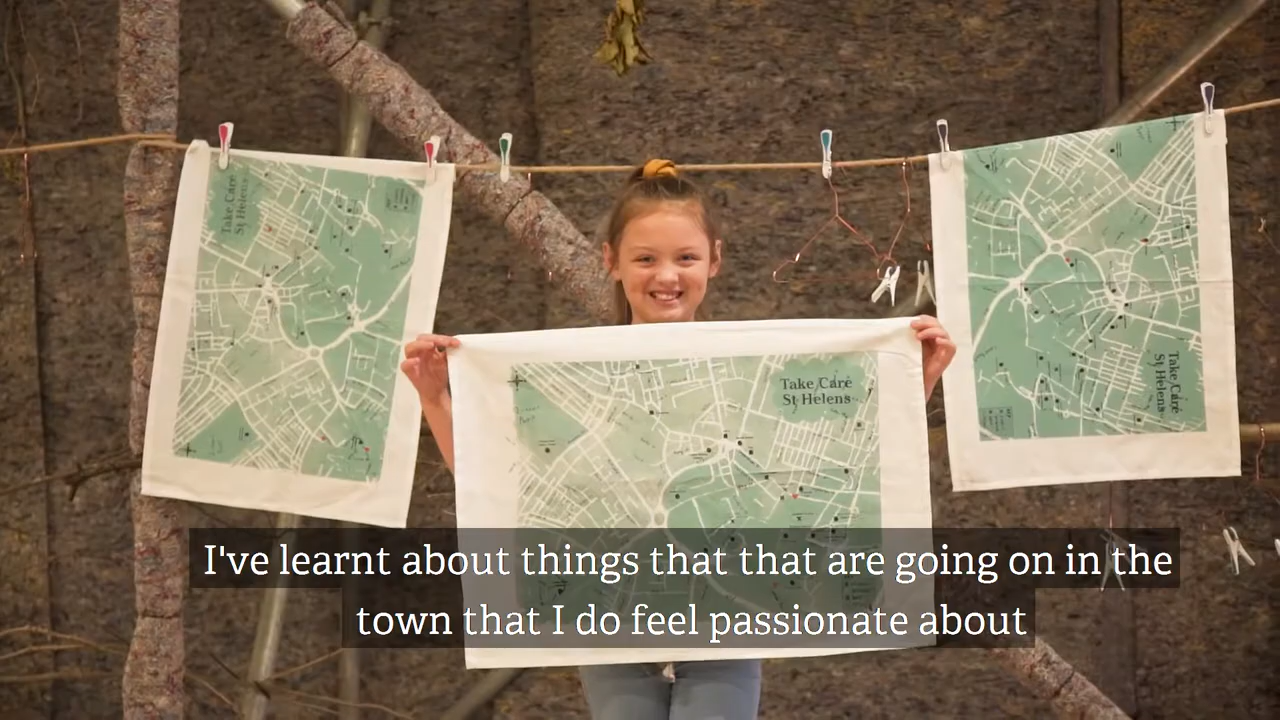 Take Care
St Helens
Take Care
St Helens
Take Care
St Helens
I've learnt about things that that are going on in the
town that I do feel passionate about